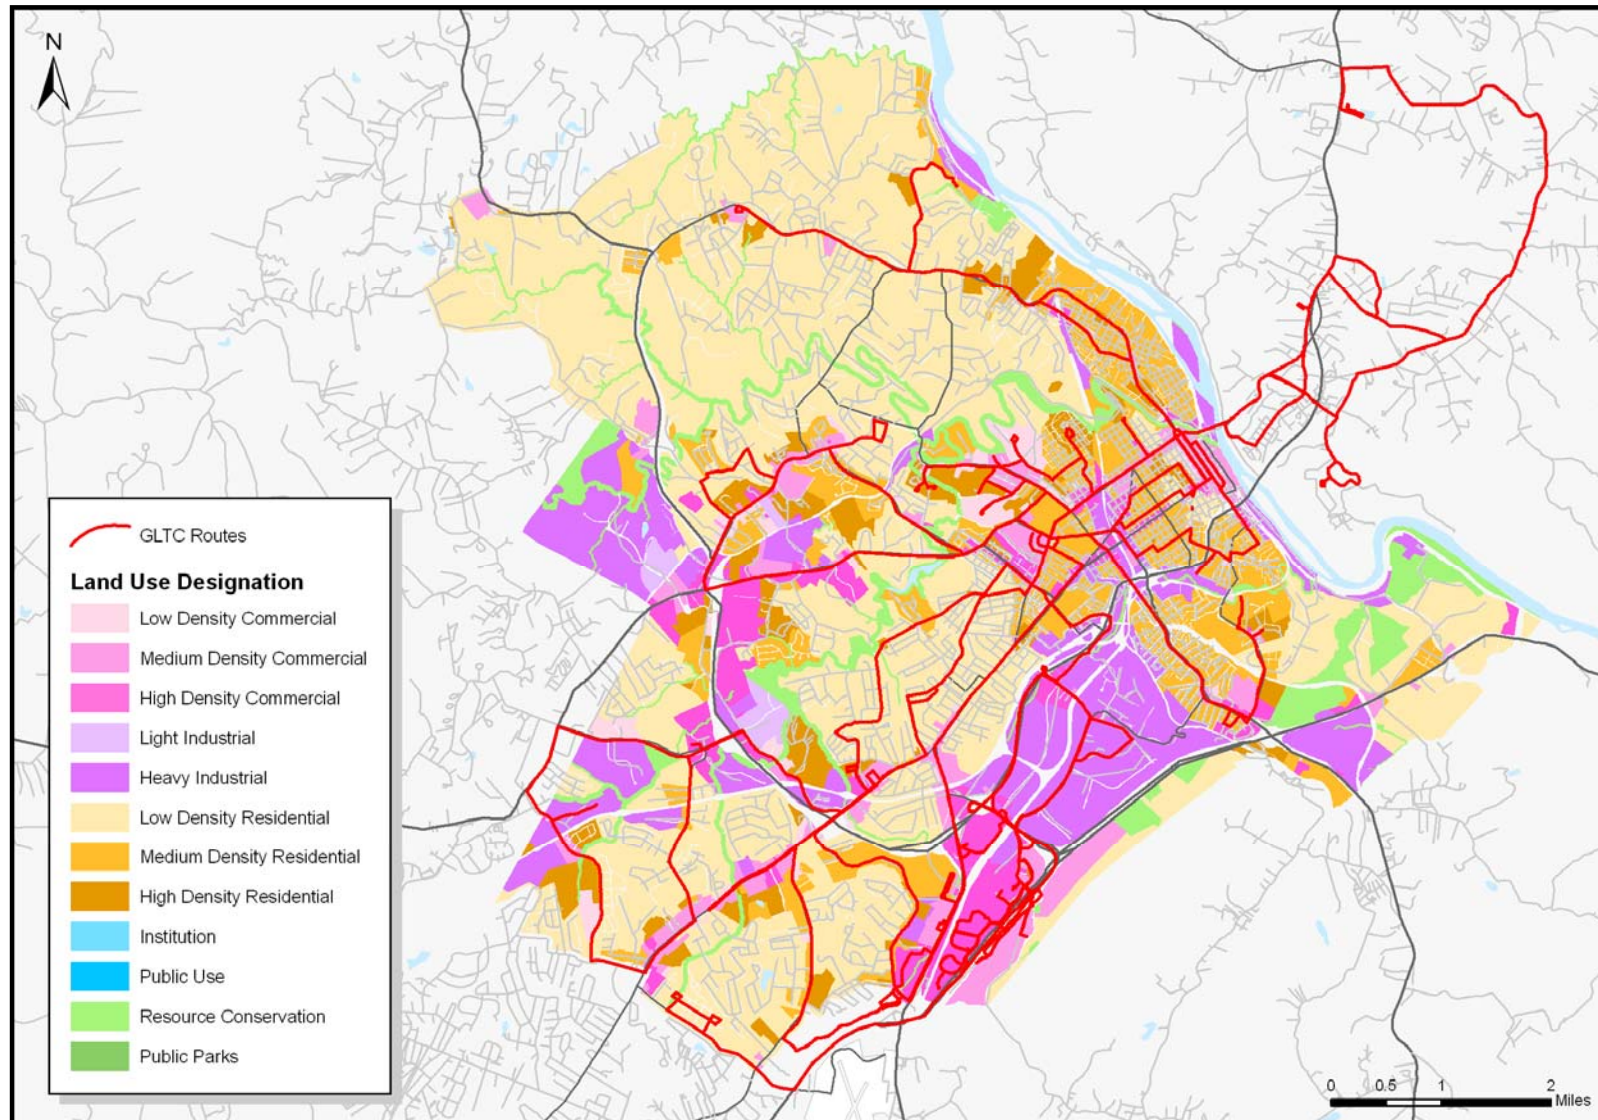 N
GLTC Routes
Land Use Designation
Low Density Commercial
Medium Density Commercial
High Density Commercial
Light Industrial
Heavy Industrial
Low Density Residential
Medium Density Residential
High Density Residential
Institution
Public Use
Resource Conservation
Public Parks
0 0.5 1 2
Miles